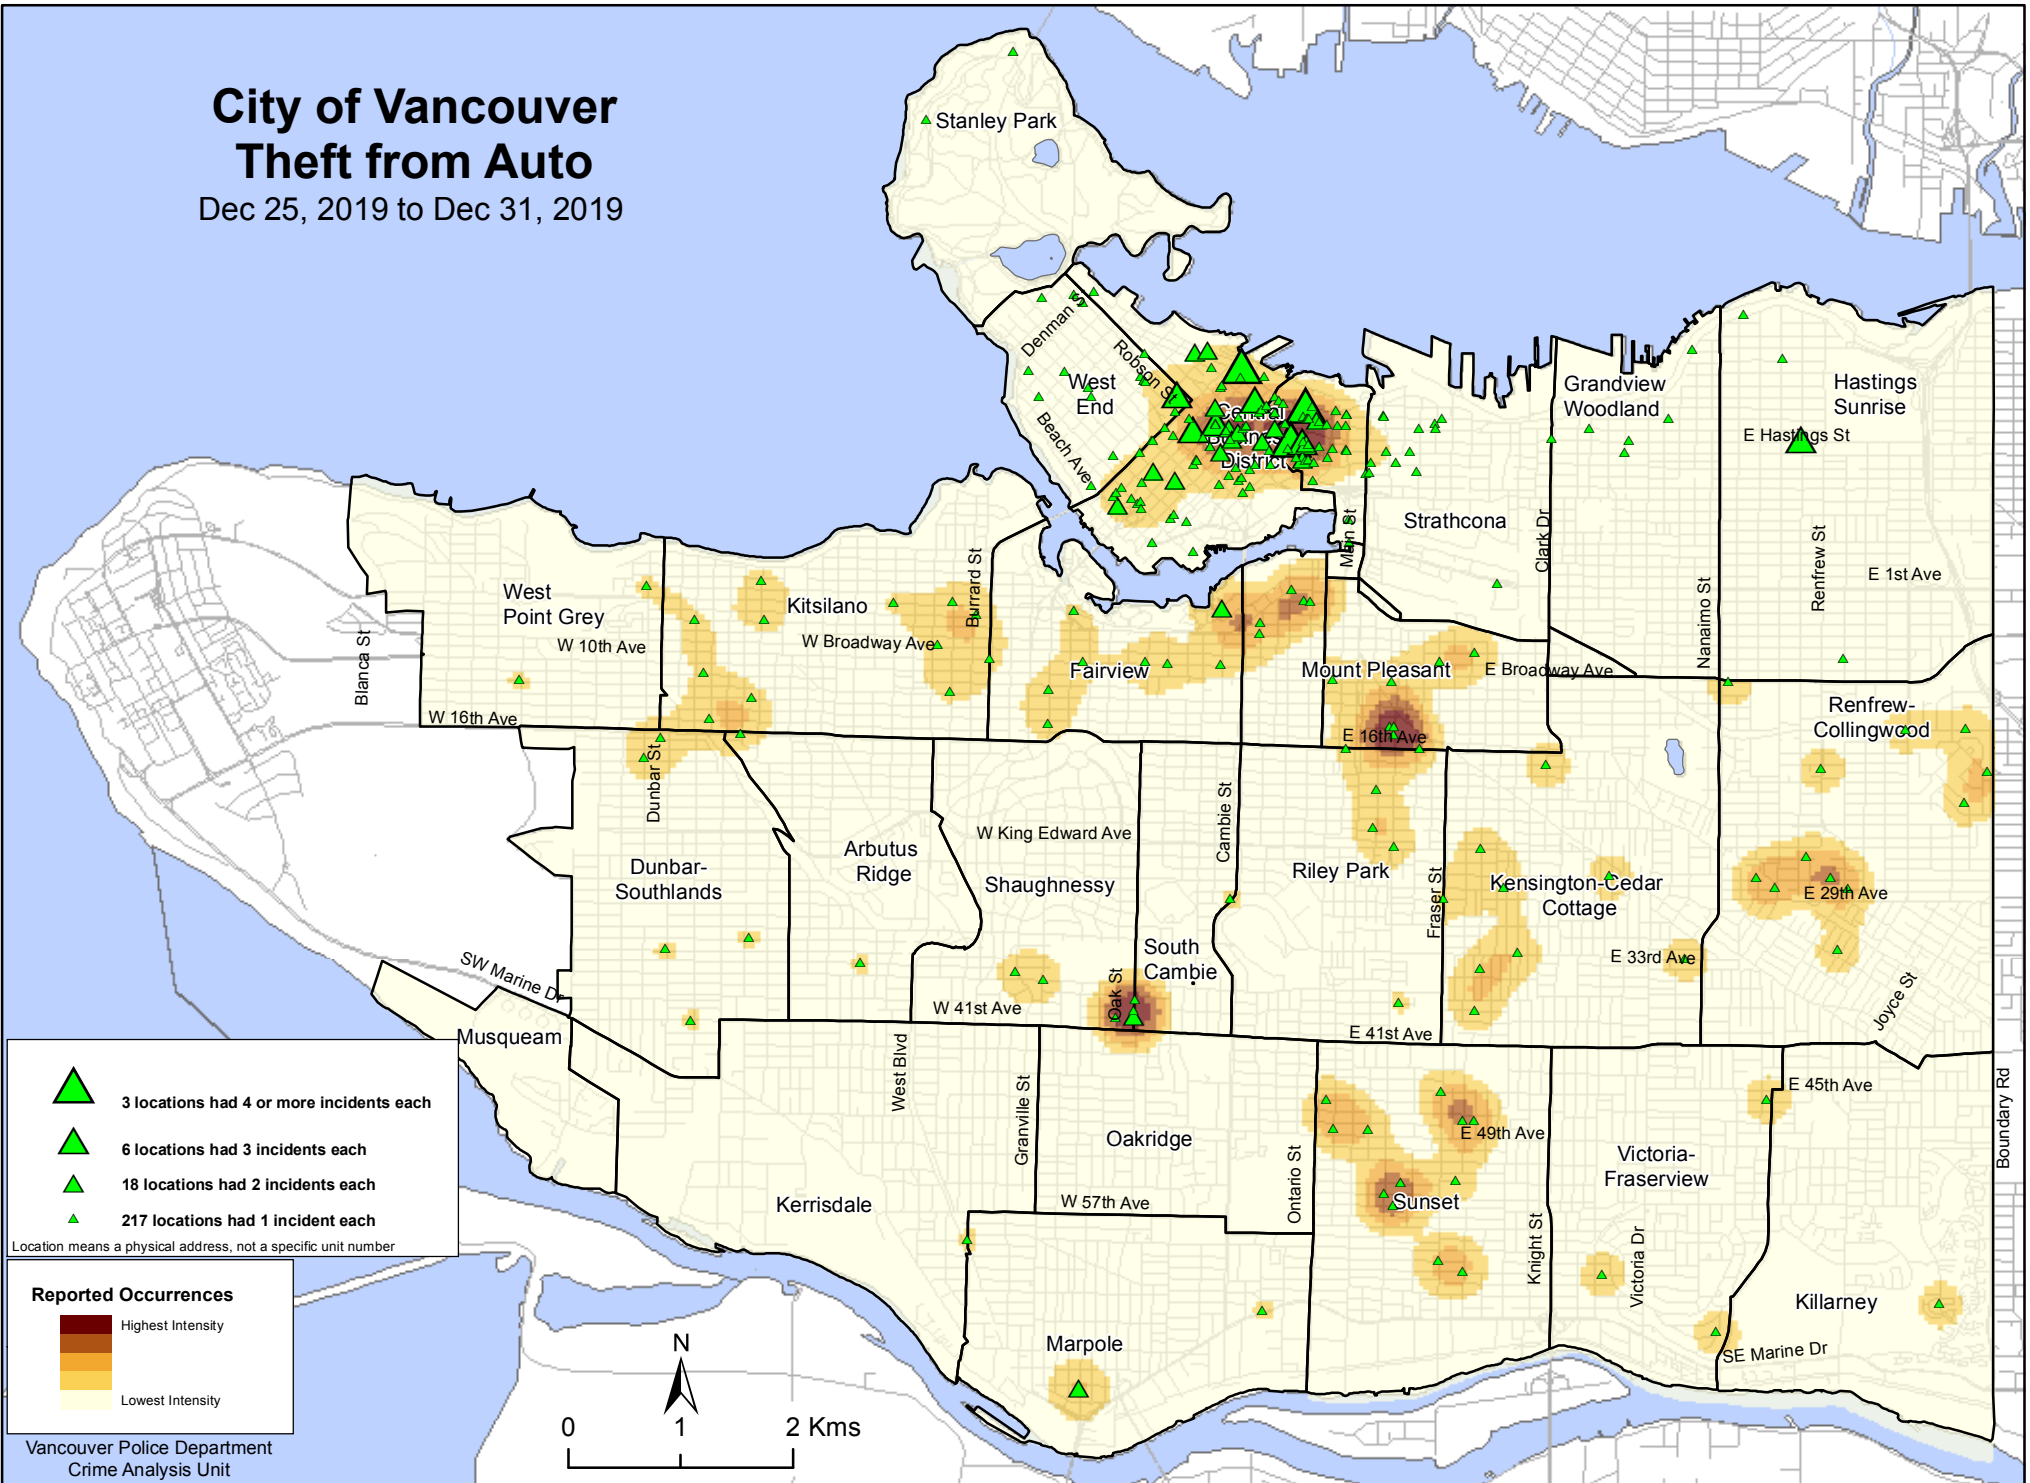 City of Vancouver
Theft from Auto
Dec 25, 2019 to Dec 31, 2019
Stanley Park
Denman St
Robson St
West
End
Beach Ave
Central
Business
District
Grandview
Woodland
Hastings
Sunrise
E Hastings St
Strathcona
Main St
Clark Dr
Nanaimo St
Renfrew St
E 1st Ave
West
Point Grey
Kitsilano
Burrard St
W 10th Ave
W Broadway Ave
Blanca St
W 16th Ave
Fairview
Mount Pleasant
E Broadway Ave
E 16th Ave
Renfrew-
Collingwood
Dunbar St
W King Edward Ave
Cambie St
Arbutus
Ridge
Dunbar-
Southlands
Shaughnessy
Riley Park
Fraser St
Kensington-Cedar
Cottage
E 29th Ave
South
Cambie
E 33rd Ave
SW Marine Dr
Oak St
W 41st Ave
E 41st Ave
Joyce St
Musqueam
West Blvd
Granville St
Oakridge
Ontario St
E 49th Ave
E 45th Ave
Boundary Rd
Victoria-
Fraserview
Kerrisdale
W 57th Ave
Sunset
Knight St
Victoria Dr
Killarney
Marpole
SE Marine Dr
3 locations had 4 or more incidents each
6 locations had 3 incidents each
18 locations had 2 incidents each
217 locations had 1 incident each
Location means a physical address, not a specific unit number
Reported Occurrences
Highest Intensity
Lowest Intensity
N
0 1 2 Kms
Vancouver Police Department
Crime Analysis Unit